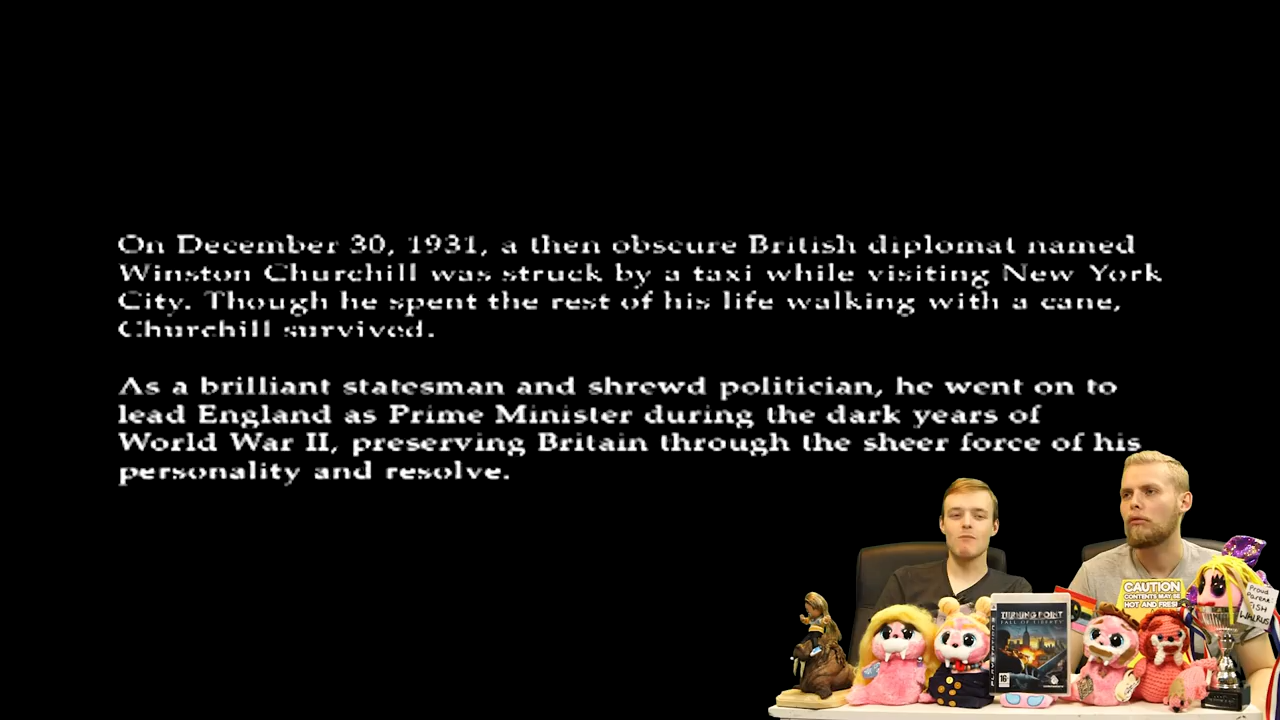 On December 30, 1931, a then obscure British diplomat named
Winston Churchill was struck by a taxi while visiting New York
City. Though he spent the rest of his life walking with a cane,
Churchill survived.
As a brilliant statesman and shrewd politician, he went on to
lead England as Prime Minister during the dark years of
World War II, preserving Britain through the sheer force of his
personality and resolve.
CAUTION
CONTENTS MAY BE
HOT AND FRESH
Proud
Parent
WALRUS
TURNING POINT
FALL OF LIBERTY
16